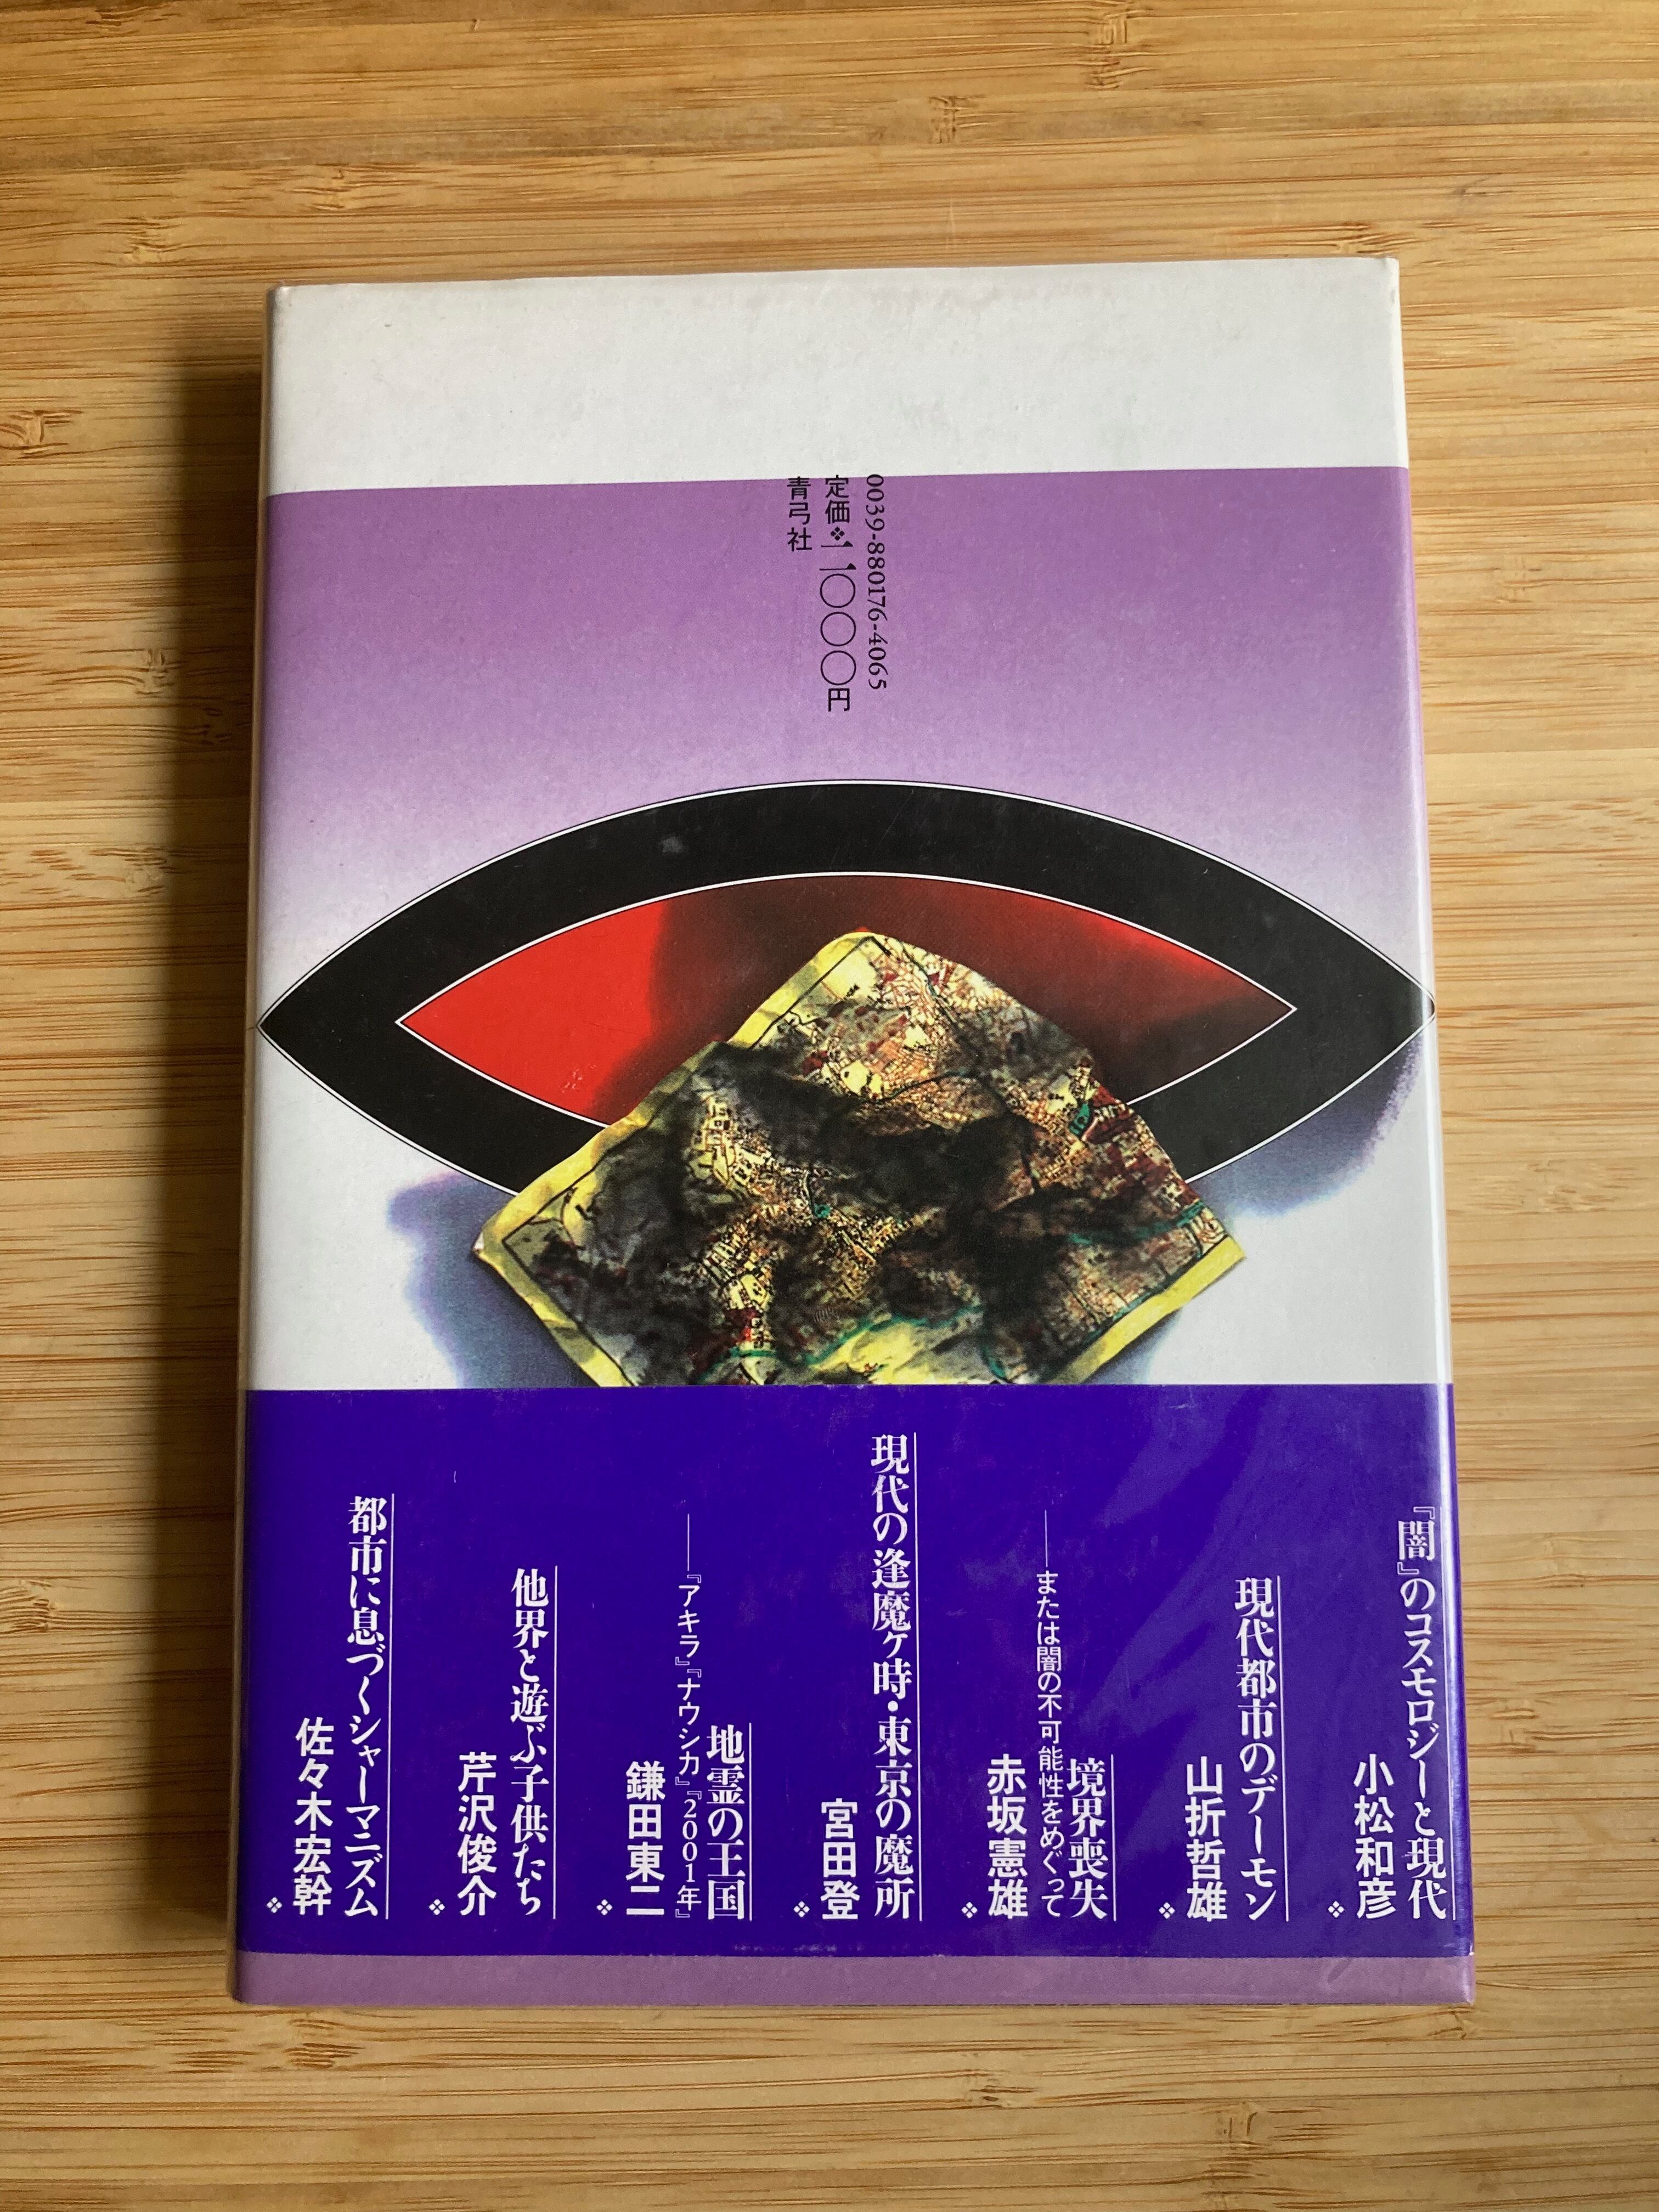 0039-880176-4065
定価❖二〇〇〇円
青弓社
『闇』のコスモロジーと現代
小松和彦❖
現代都市のデーモン
山折哲雄❖
境界喪失
——または闇の不可能性をめぐって
赤坂憲雄❖
現代の逢魔ヶ時・東京の魔所
宮田登❖
地霊の王国
——『アキラ』『ナウシカ』『2001年』
鎌田東二❖
他界と遊ぶ子供たち
芹沢俊介❖
都市に息づくシャーマニズム
佐々木宏幹❖